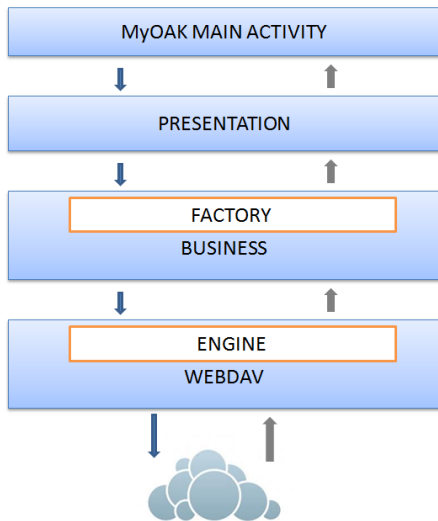 MyOAK MAIN ACTIVITY
PRESENTATION
FACTORY
BUSINESS
ENGINE
WEBDAV